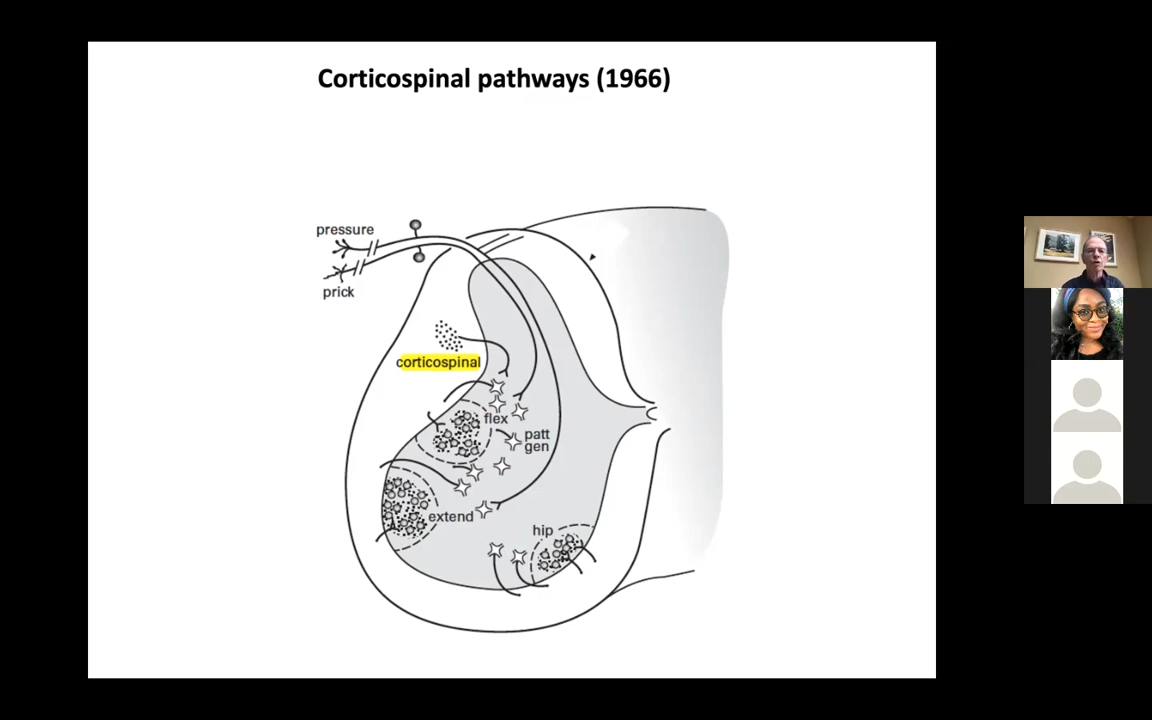 Corticospinal pathways (1966)
pressure
prick
corticospinal
flex
patt
gen
extend
hip